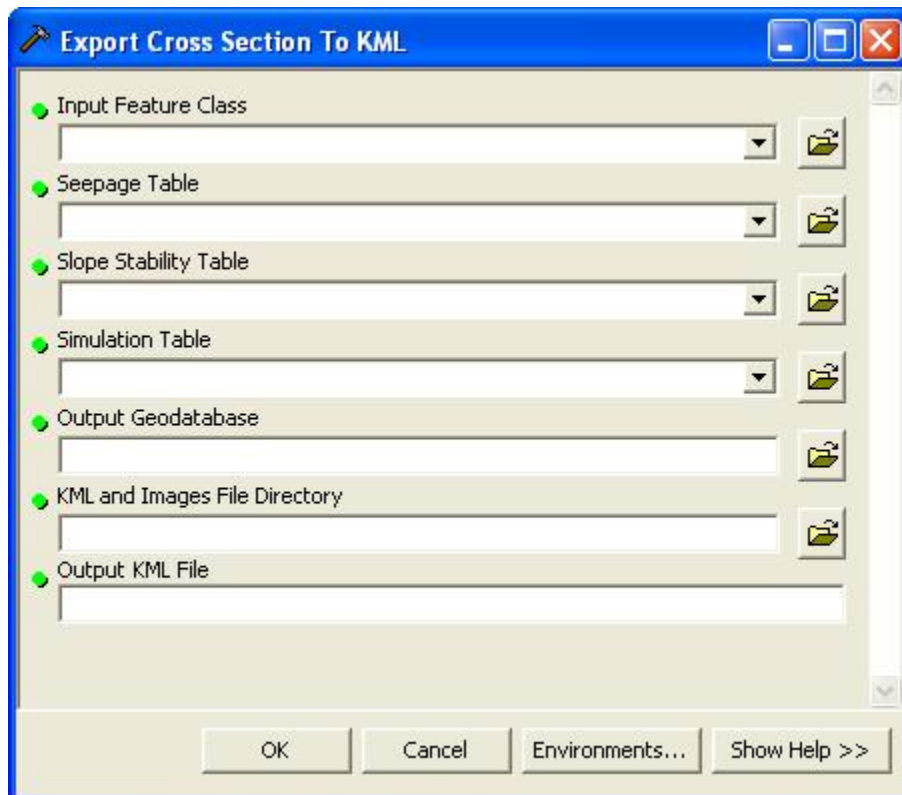 Export Cross Section To KML
Input Feature Class
Seepage Table
Slope Stability Table
Simulation Table
Output Geodatabase
KML and Images File Directory
Output KML File
OK Cancel Environments... Show Help >>